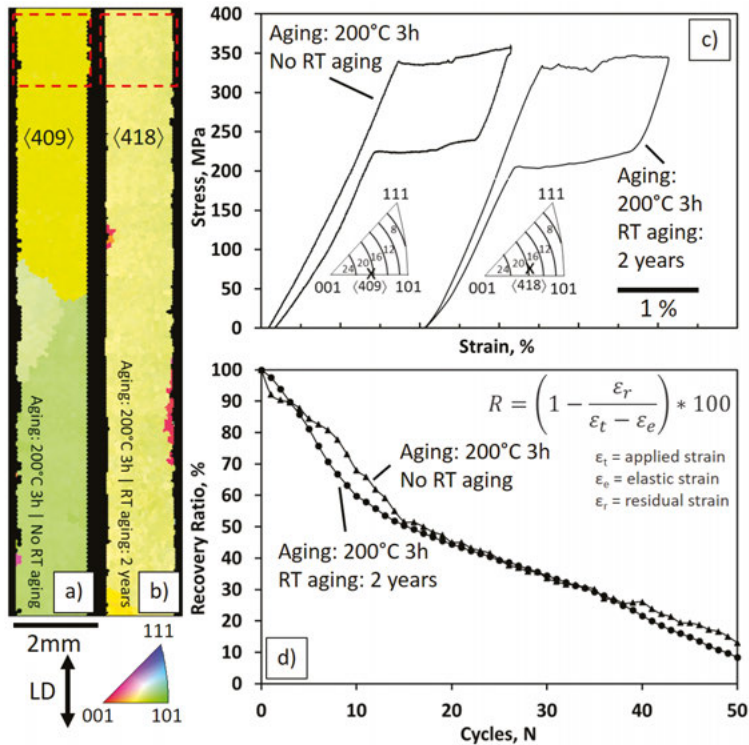 ⟨409⟩
⟨418⟩
Aging: 200°C 3h | No RT aging
Aging: 200°C 3h | RT aging: 2 years
a)
b)
2mm
LD
111
001
101
400
350
300
250
200
150
100
50
0
Stress, MPa
Aging: 200°C 3h
No RT aging
c)
Aging:
200°C 3h
RT aging:
2 years
111
8
12
16
20
24
001
⟨409⟩
101
111
8
12
16
20
24
001
⟨418⟩
101
1 %
Strain, %
100
90
80
70
60
50
40
30
20
10
0
Recovery Ratio, %
R = (1 − εr / (εt − εe)) * 100
εt = applied strain
εe = elastic strain
εr = residual strain
Aging: 200°C 3h
No RT aging
Aging: 200°C 3h
RT aging: 2 years
d)
0 10 20 30 40 50
Cycles, N